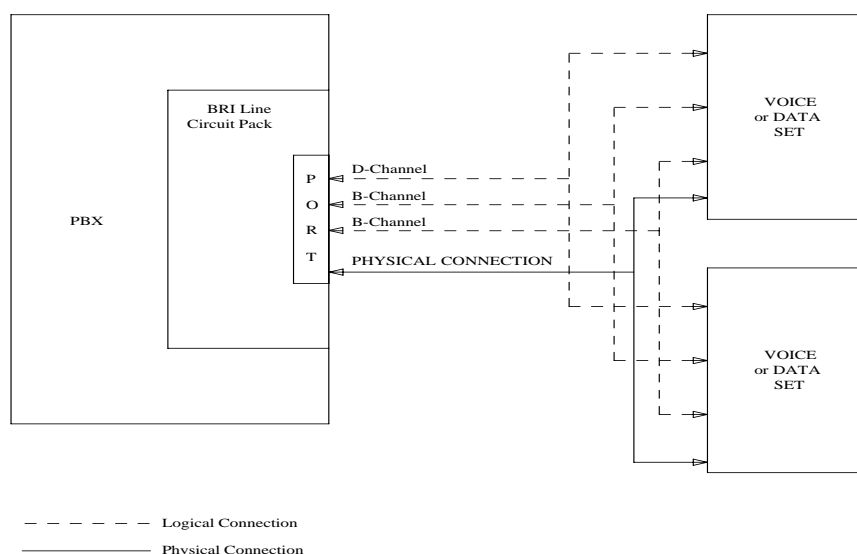 PBX
BRI Line
Circuit Pack
P
O
R
T
D-Channel
B-Channel
B-Channel
PHYSICAL CONNECTION
VOICE
or DATA
SET
VOICE
or DATA
SET
Logical Connection
Physical Connection